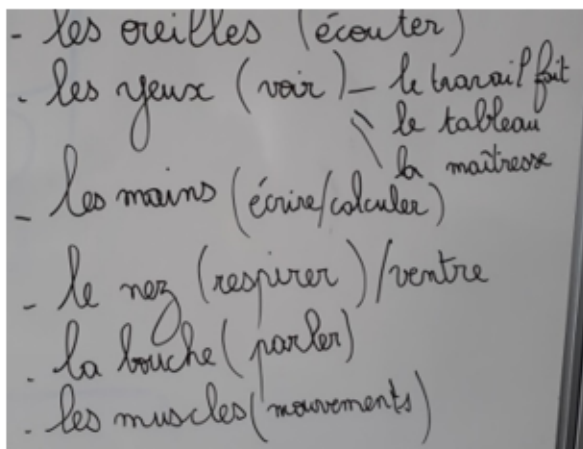 - les oreilles (écouter)
- les yeux (voir) - le travail fait
le tableau
la maîtresse
- les mains (écrire/calculer)
- le nez (respirer)/ventre
- la bouche (parler)
- les muscles (mouvements)